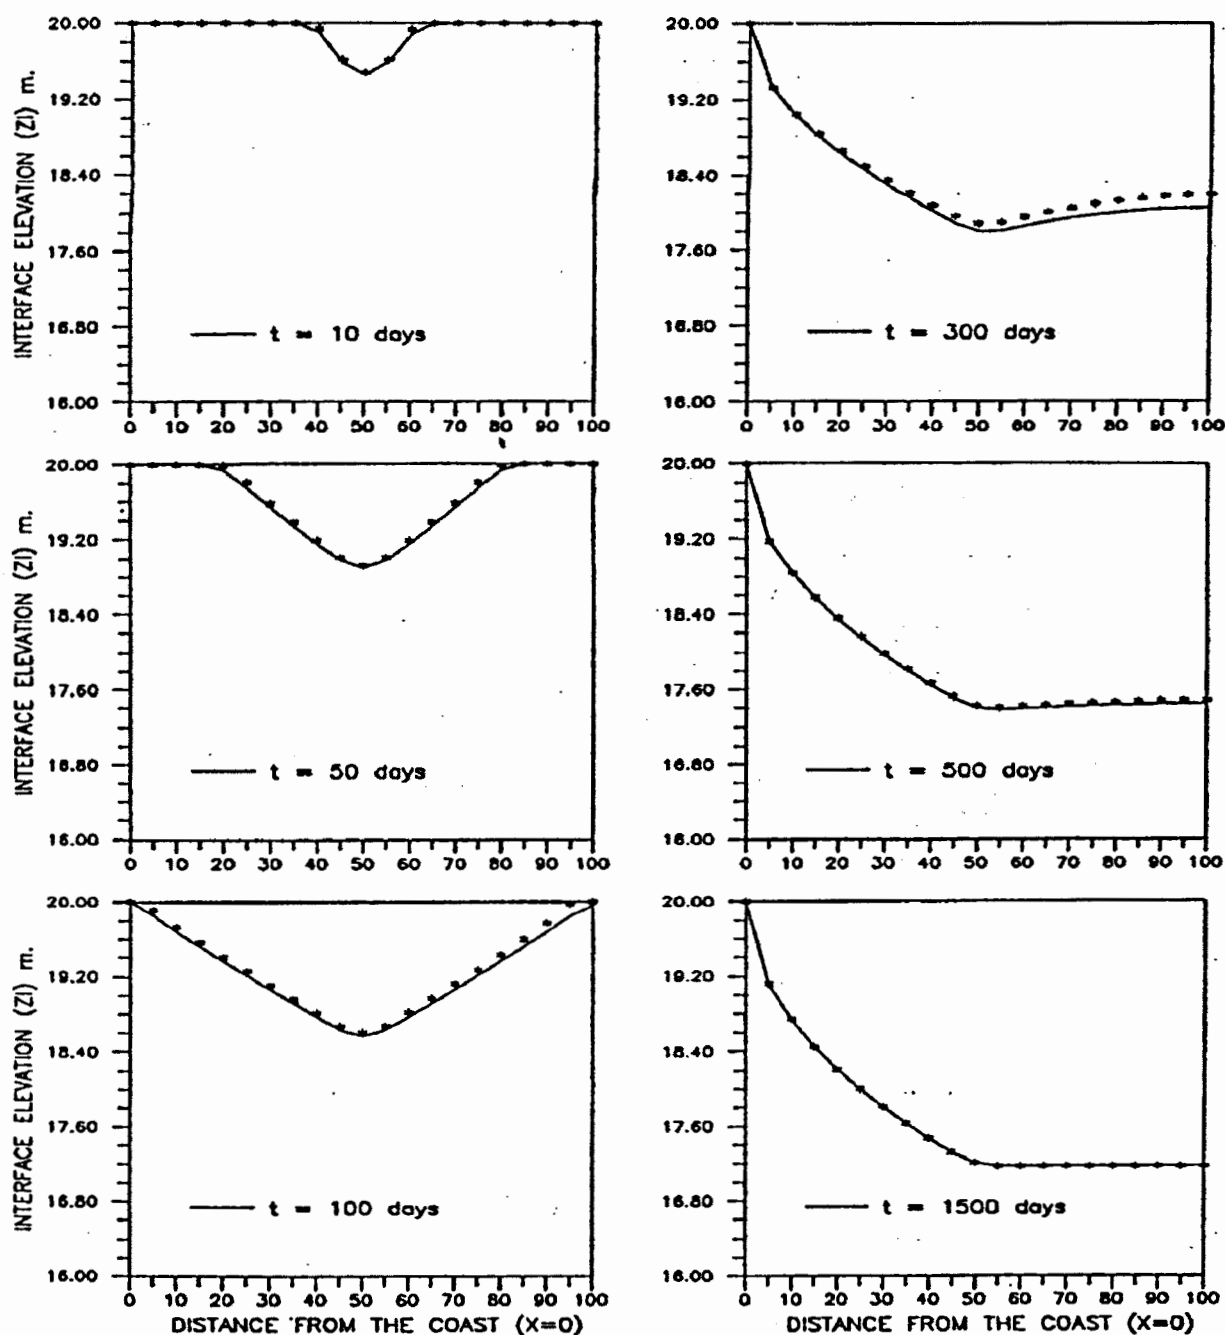 INTERFACE ELEVATION (ZI) m.
20.00
19.20
18.40
17.60
16.80
16.00
t = 10 days
0 10 20 30 40 50 60 70 80 90 100
20.00
19.20
18.40
17.60
16.80
16.00
t = 300 days
0 10 20 30 40 50 60 70 80 90 100
INTERFACE ELEVATION (ZI) m.
20.00
19.20
18.40
17.60
16.80
16.00
t = 50 days
0 10 20 30 40 50 60 70 80 90 100
20.00
19.20
18.40
17.60
16.80
16.00
t = 500 days
0 10 20 30 40 50 60 70 80 90 100
INTERFACE ELEVATION (ZI) m.
20.00
19.20
18.40
17.60
16.80
16.00
t = 100 days
0 10 20 30 40 50 60 70 80 90 100
DISTANCE FROM THE COAST (X=0)
20.00
19.20
18.40
17.60
16.80
16.00
t = 1500 days
0 10 20 30 40 50 60 70 80 90 100
DISTANCE FROM THE COAST (X=0)